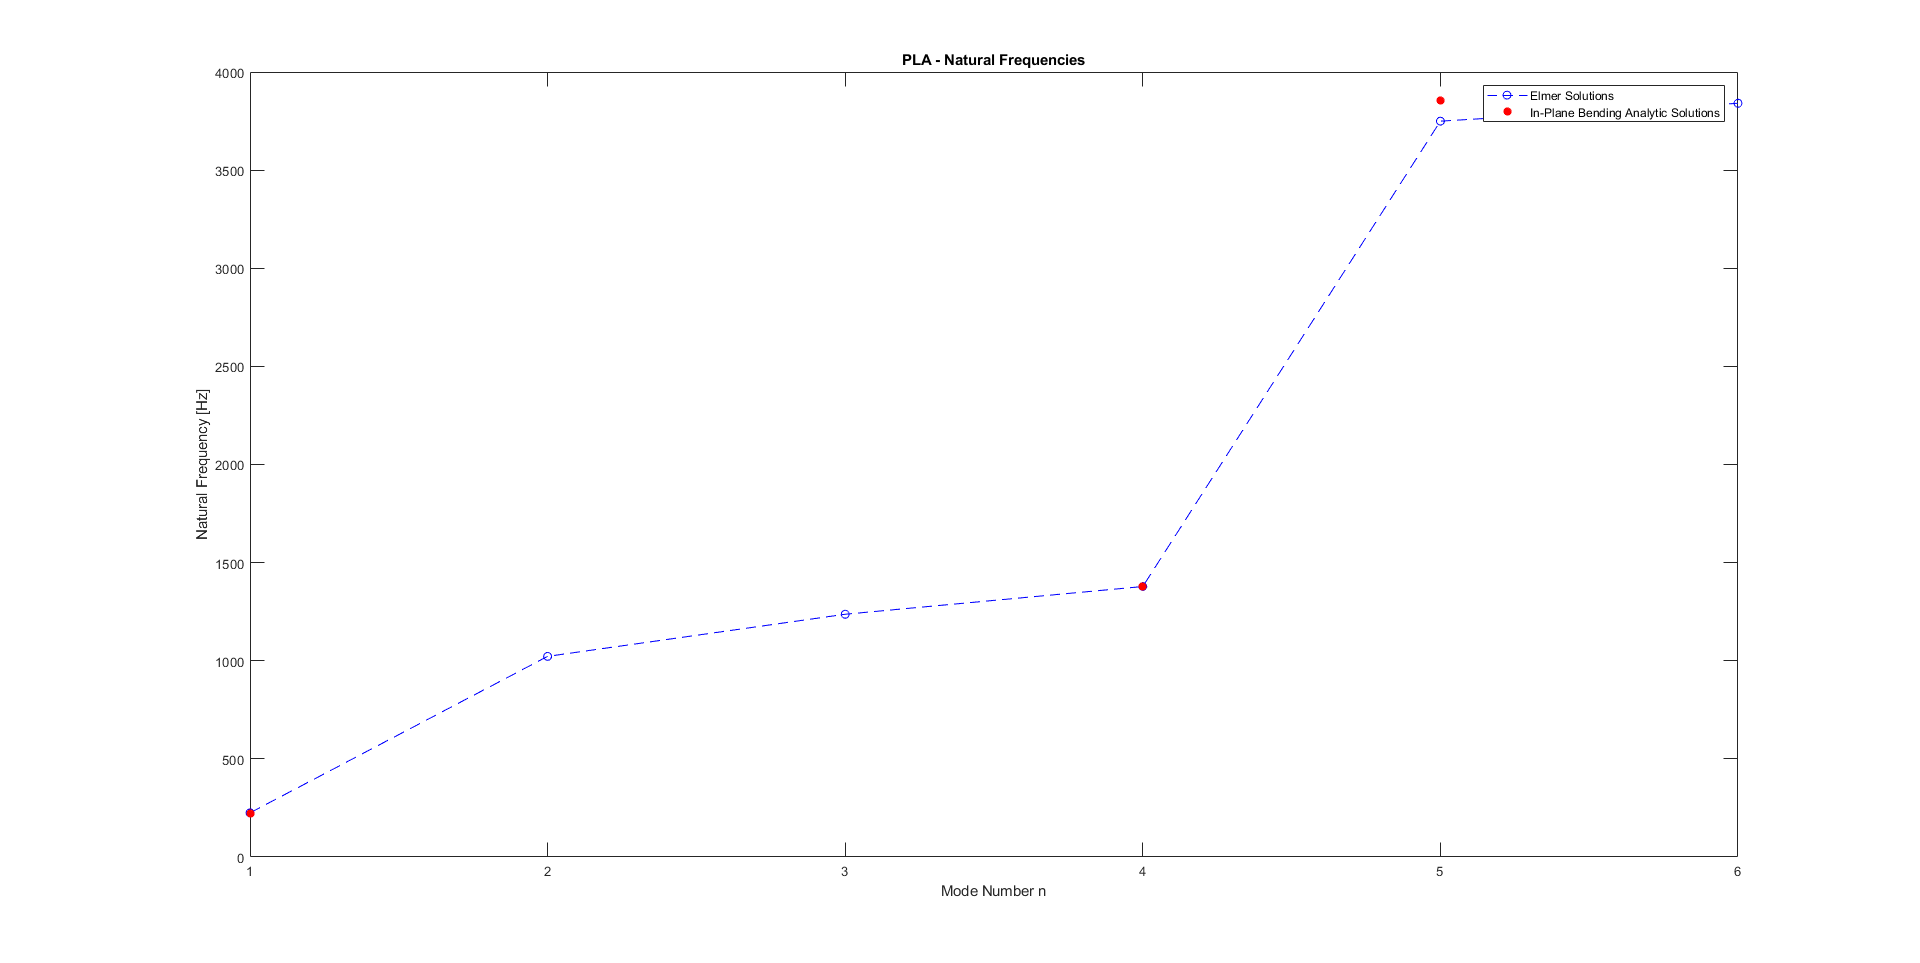 PLA - Natural Frequencies
4000
3500
3000
2500
2000
1500
1000
500
0
Natural Frequency [Hz]
Elmer Solutions
In-Plane Bending Analytic Solutions
1 2 3 4 5 6
Mode Number n